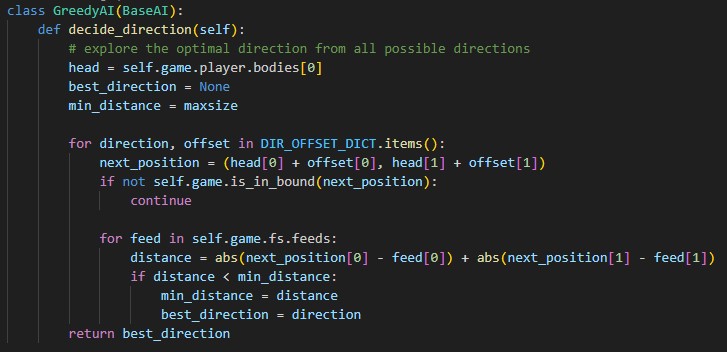 class GreedyAI(BaseAI):
    def decide_direction(self):
        # explore the optimal direction from all possible directions
        head = self.game.player.bodies[0]
        best_direction = None
        min_distance = maxsize

        for direction, offset in DIR_OFFSET_DICT.items():
            next_position = (head[0] + offset[0], head[1] + offset[1])
            if not self.game.is_in_bound(next_position):
                continue

            for feed in self.game.fs.feeds:
                distance = abs(next_position[0] - feed[0]) + abs(next_position[1] - feed[1])
                if distance < min_distance:
                    min_distance = distance
                    best_direction = direction
        return best_direction